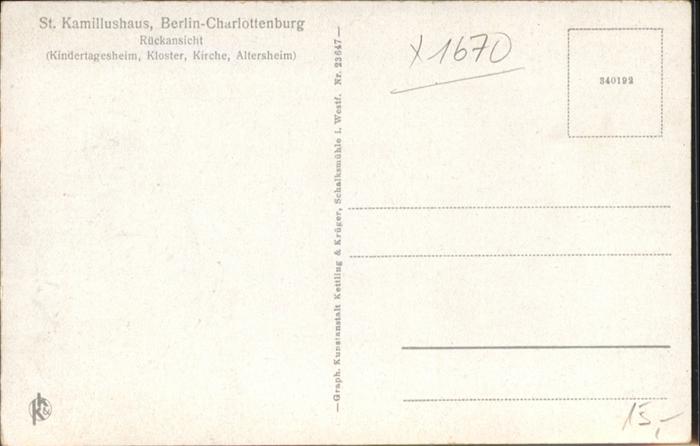 St. Kamillushaus, Berlin-Charlottenburg
Rückansicht
(Kindertagesheim, Kloster, Kirche, Altersheim)
—Graph. Kunstanstalt Kettling & Krüger, Schalksmühle i. Westf. Nr. 23647—
x 1670
340192
K&
15,-